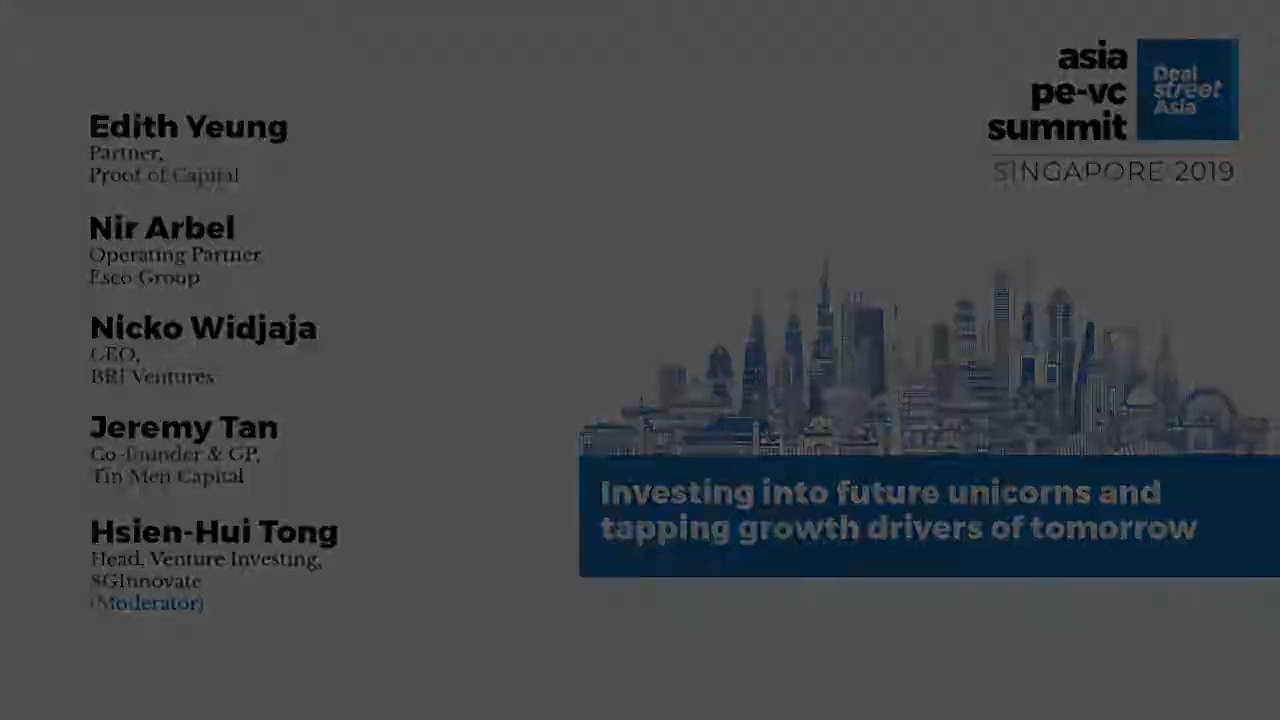 Edith Yeung
Partner,
Proof of Capital
Nir Arbel
Operating Partner,
Esco Group
Nicko Widjaja
CEO,
BRI Ventures
Jeremy Tan
Co-founder & GP,
Tin Men Capital
Hsien-Hui Tong
Head, Venture Investing,
SGInnovate
(Moderator)
asia
pe-vc
summit
Deal
street
Asia
SINGAPORE 2019
Investing into future unicorns and
tapping growth drivers of tomorrow